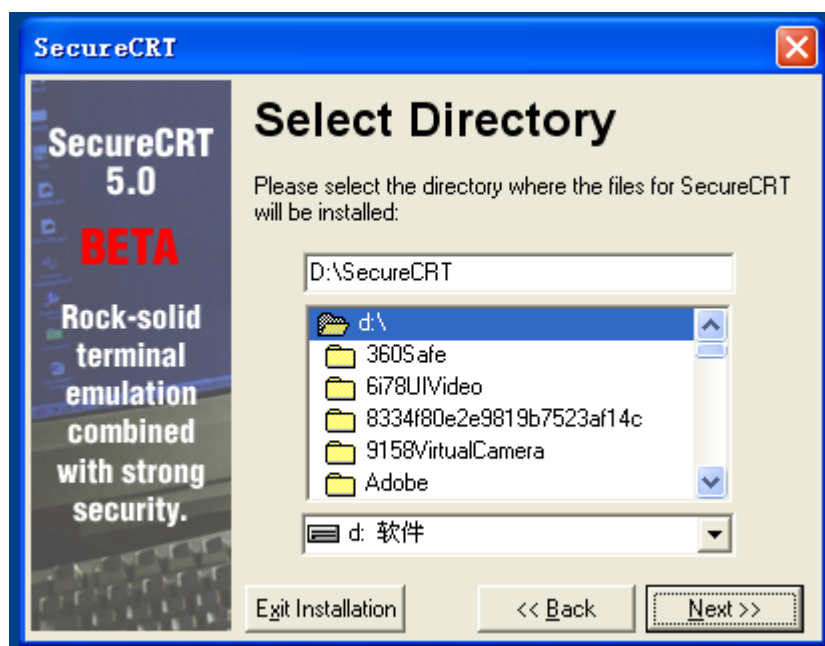 SecureCRT
SecureCRT
5.0
BETA
Rock-solid
terminal
emulation
combined
with strong
security.
Select Directory
Please select the directory where the files for SecureCRT
will be installed:
D:\SecureCRT
d:\
360Safe
6i78UIVideo
8334f80e2e9819b7523af14c
9158VirtualCamera
Adobe
d: 软件
Exit Installation
<< Back
Next >>